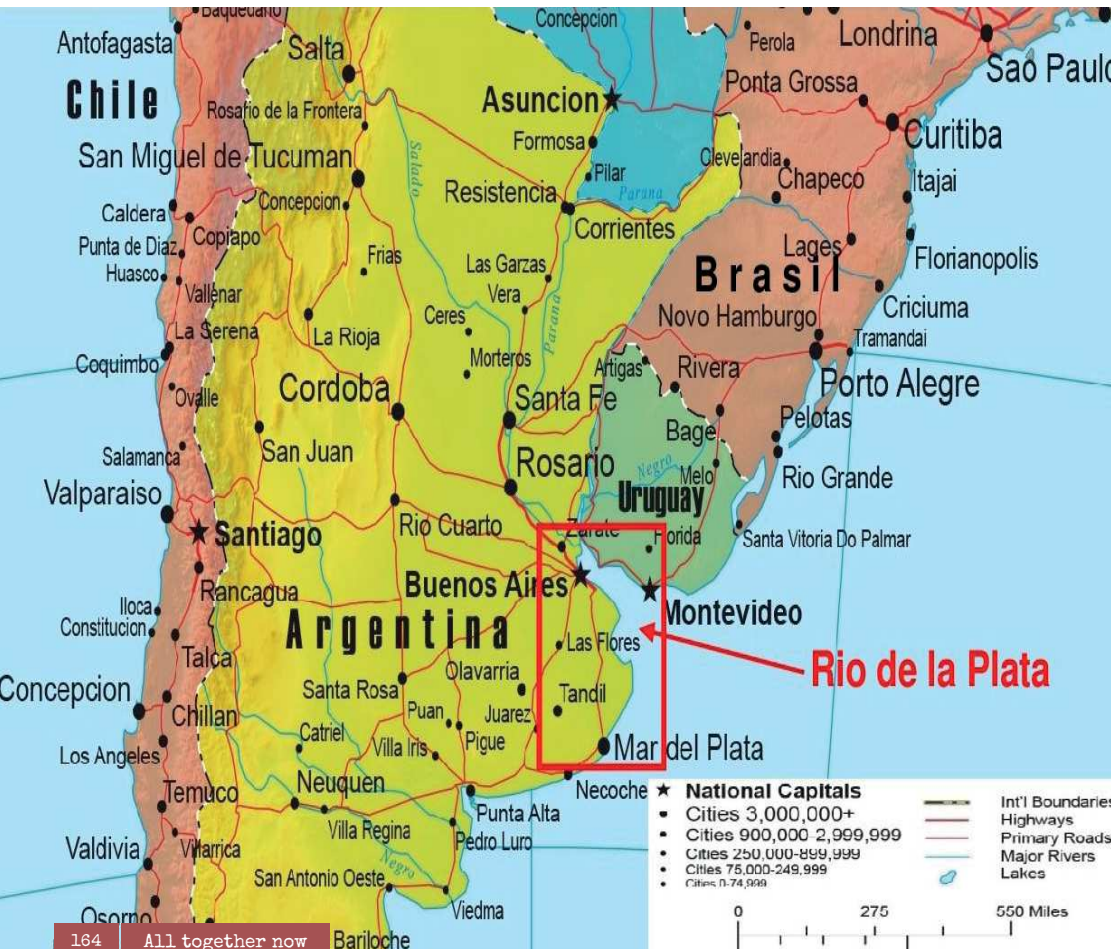 Baquedano
Antofagasta
Salta
Concepcion
Perola
Londrina
Sao Paulo
Chile
Ponta Grossa
Asuncion
Rosario de la Frontera
Curitiba
Formosa
San Miguel de Tucuman
Salado
Clevelandia
Pilar
Chapeco
Itajai
Parana
Resistencia
Caldera
Concepcion
Corrientes
Copiapo
Punta de Diaz
Lages
Florianopolis
Frias
Las Garzas
Huasco
Brasil
Vallenar
Vera
Criciuma
Ceres
Parana
Novo Hamburgo
La Serena
La Rioja
Tramandai
Coquimbo
Morteros
Artigas
Rivera
Porto Alegre
Ovalle
Cordoba
Santa Fe
Pelotas
Bage
San Juan
Salamanca
Rosario
Negro
Melo
Rio Grande
Valparaiso
Uruguay
Rio Cuarto
Zarate
Florida
Santa Vitoria Do Palmar
Santiago
Buenos Aires
Rancagua
Iloca
Montevideo
Constitucion
Argentina
Las Flores
Talca
Rio de la Plata
Olavarria
Santa Rosa
Tandil
Concepcion
Chillan
Puan
Juarez
Pigue
Catriel
Villa Iris
Mar del Plata
Los Angeles
Temuco
Neuquen
Necoche
Punta Alta
Villa Regina
Pedro Luro
Valdivia
Villarrica
Negro
San Antonio Oeste
Viedma
Osorno
Bariloche
National Capitals
Cities 3,000,000+
Cities 900,000-2,999,999
Cities 250,000-899,999
Cities 75,000-249,999
Cities 0-74,999
Int'l Boundaries
Highways
Primary Roads
Major Rivers
Lakes
0 275 550 Miles
164 All together now